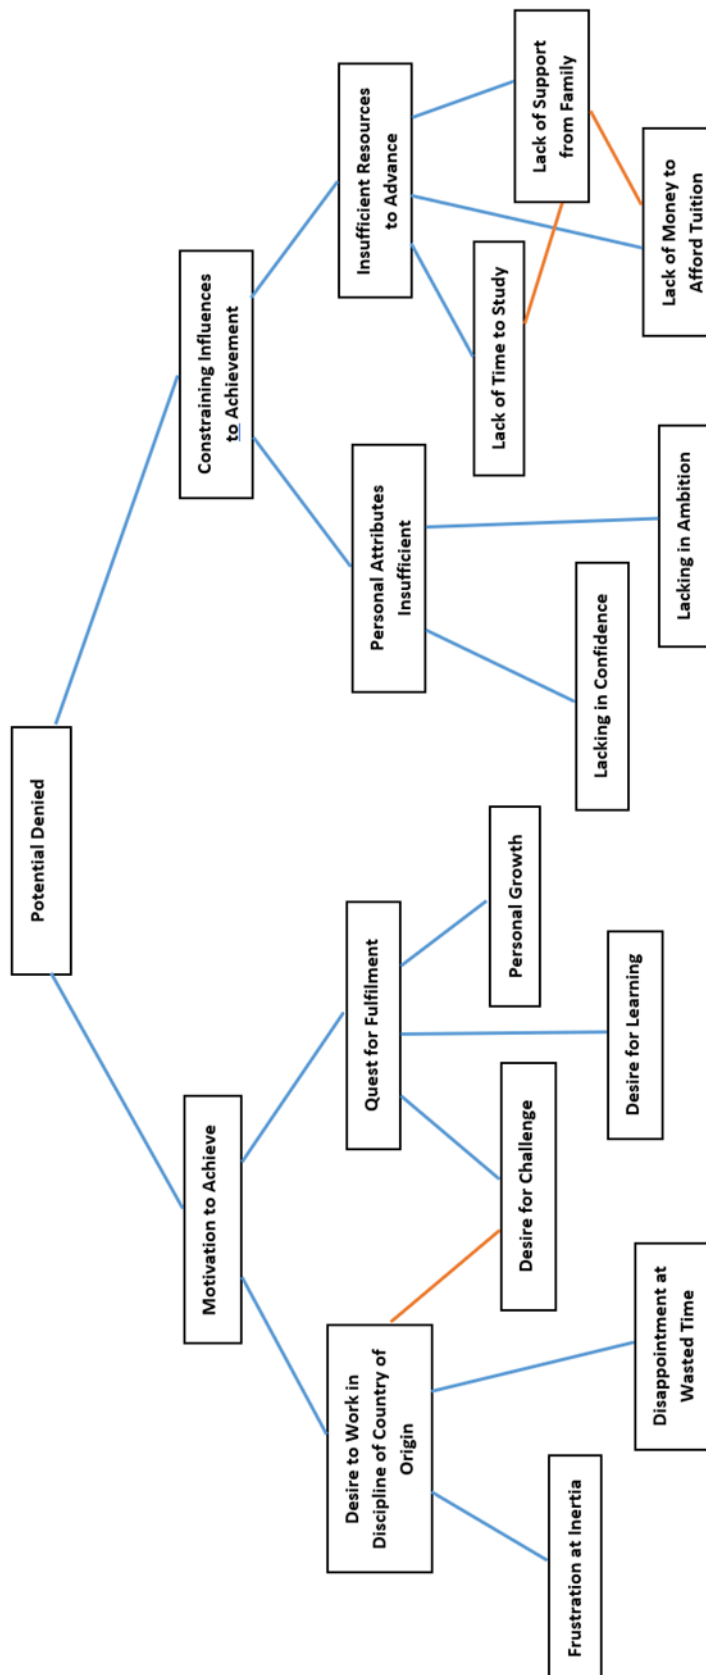 Potential Denied
Motivation to Achieve
Constraining Influences
to Achievement
Desire to Work in
Discipline of Country of
Origin
Quest for Fulfilment
Personal Attributes
Insufficient
Insufficient Resources
to Advance
Frustration at Inertia
Disappointment at
Wasted Time
Desire for Challenge
Desire for Learning
Personal Growth
Lacking in Confidence
Lacking in Ambition
Lack of Time to Study
Lack of Support
from Family
Lack of Money to
Afford Tuition